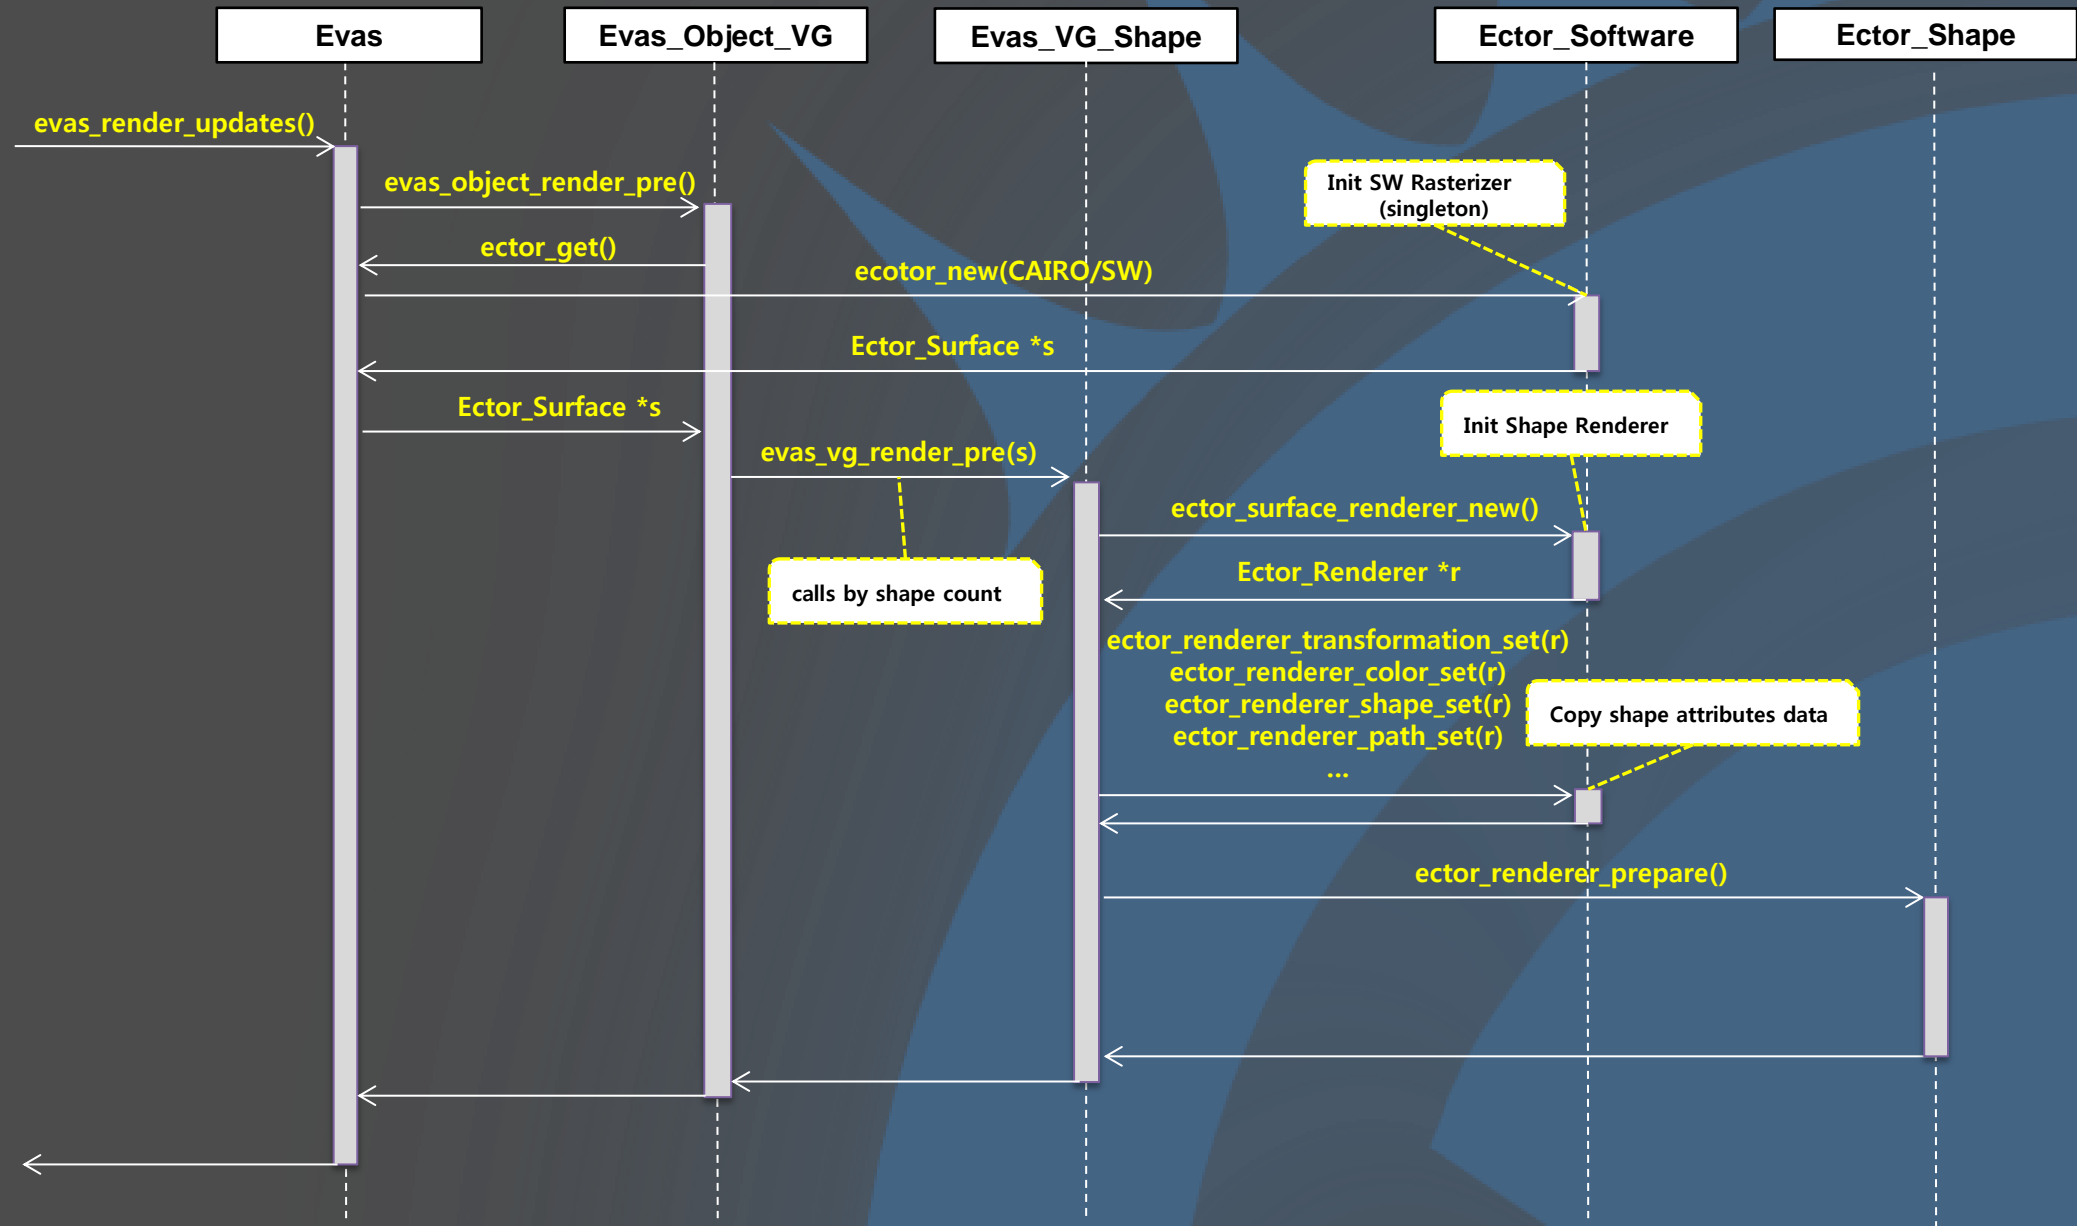 Evas
Evas_Object_VG
Evas_VG_Shape
Ector_Software
Ector_Shape
evas_render_updates()
evas_object_render_pre()
Init SW Rasterizer
(singleton)
ector_get()
ecotor_new(CAIRO/SW)
Ector_Surface *s
Ector_Surface *s
Init Shape Renderer
evas_vg_render_pre(s)
ector_surface_renderer_new()
Ector_Renderer *r
calls by shape count
ector_renderer_transformation_set(r)
ector_renderer_color_set(r)
ector_renderer_shape_set(r)
ector_renderer_path_set(r)
...
Copy shape attributes data
ector_renderer_prepare()